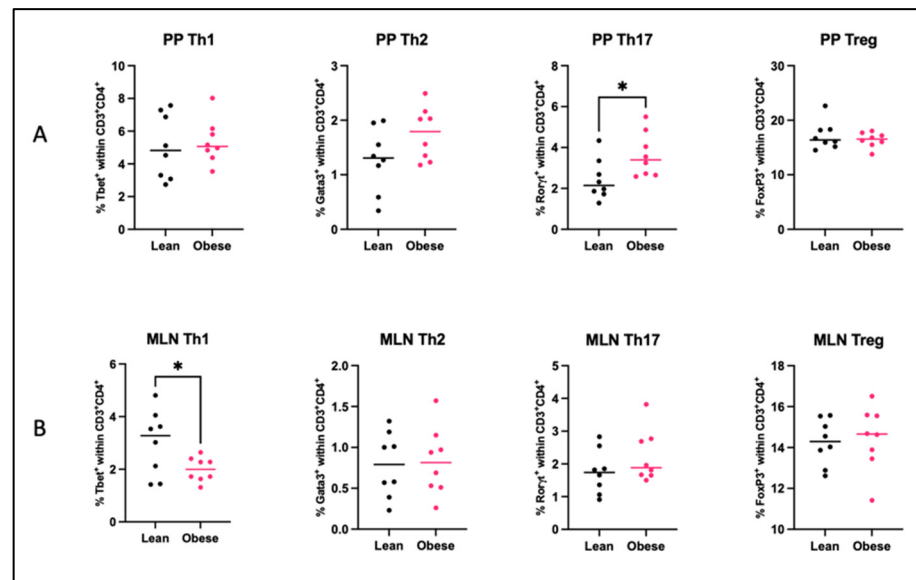 A
PP Th1
% Tbet⁺ within CD3⁺CD4⁺
10
8
6
4
2
0
Lean Obese
PP Th2
% Gata3⁺ within CD3⁺CD4⁺
3
2
1
0
Lean Obese
PP Th17
% Rorγt⁺ within CD3⁺CD4⁺
8
6
4
2
0
*
Lean Obese
PP Treg
% FoxP3⁺ within CD3⁺CD4⁺
30
20
10
0
Lean Obese
B
MLN Th1
% Tbet⁺ within CD3⁺CD4⁺
6
4
2
0
*
Lean Obese
MLN Th2
% Gata3⁺ within CD3⁺CD4⁺
2.0
1.5
1.0
0.5
0.0
Lean Obese
MLN Th17
% Rorγt⁺ within CD3⁺CD4⁺
5
4
3
2
1
0
Lean Obese
MLN Treg
% FoxP3⁺ within CD3⁺CD4⁺
18
16
14
12
10
Lean Obese